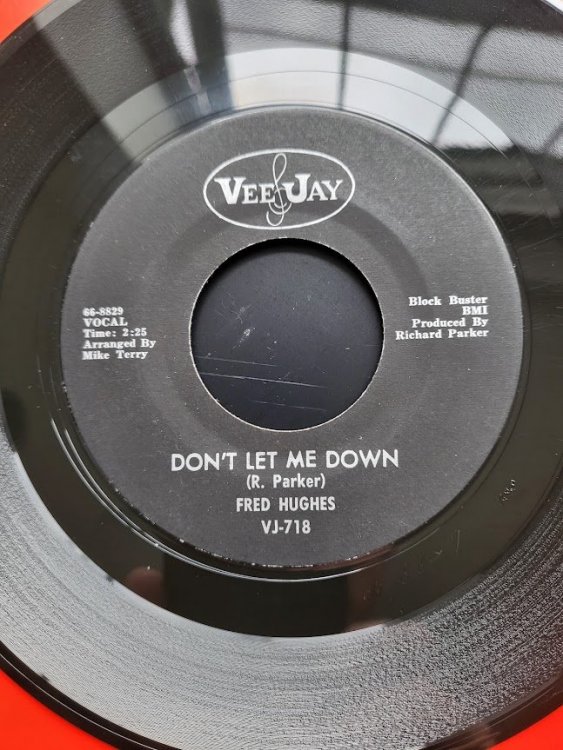 VEE JAY
66-8829
VOCAL
Time: 2:25
Arranged By
Mike Terry
Block Buster
BMI
Produced By
Richard Parker
DON'T LET ME DOWN
(R. Parker)
FRED HUGHES
VJ-718